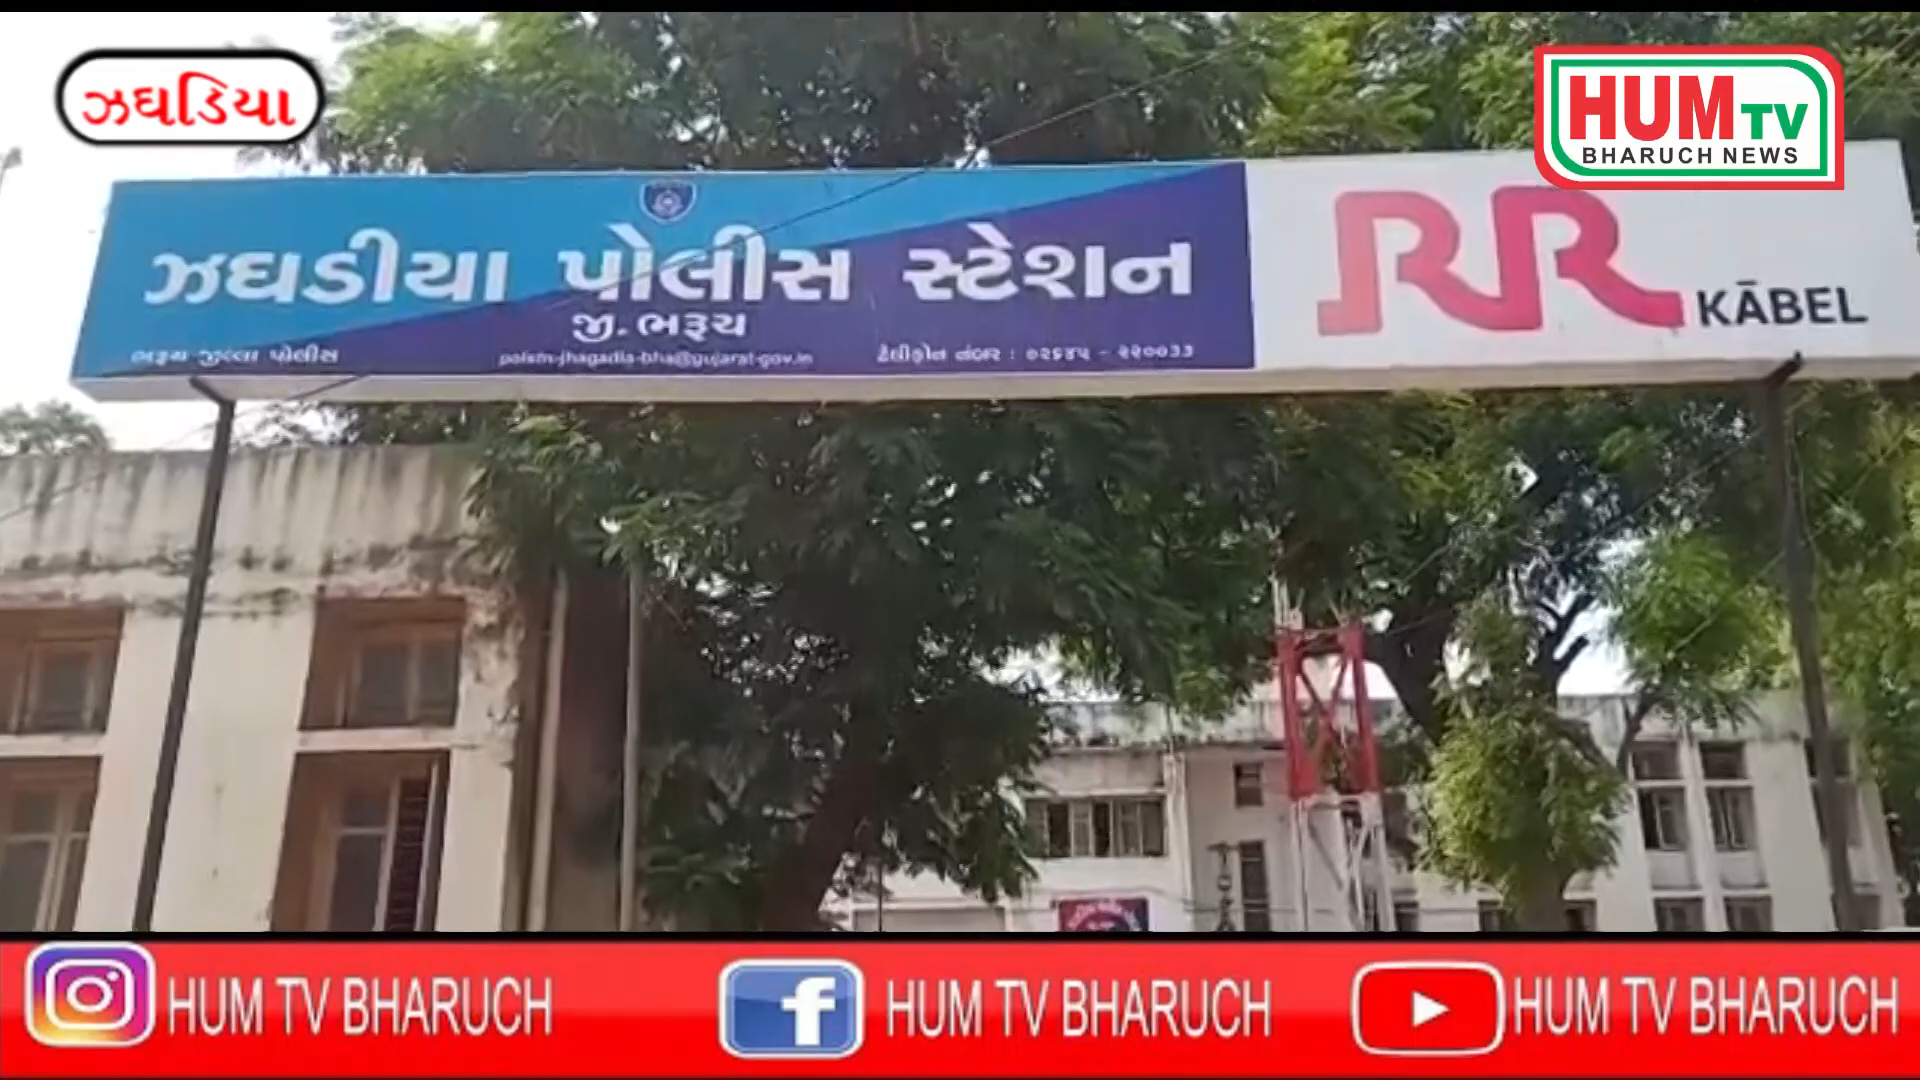 ઝઘડિયા
HUM TV
BHARUCH NEWS
ઝઘડીયા પોલીસ સ્ટેશન
જી. ભરૂચ
ભરૂચ જીલ્લા પોલીસ
polstn-jhagadia-bha@gujarat.gov.in
ટેલીફોન નંબર : ૦૨૬૪૫ - ૨૨૦૦૩૩
RR KĀBEL
HUM TV BHARUCH
HUM TV BHARUCH
HUM TV BHARUCH